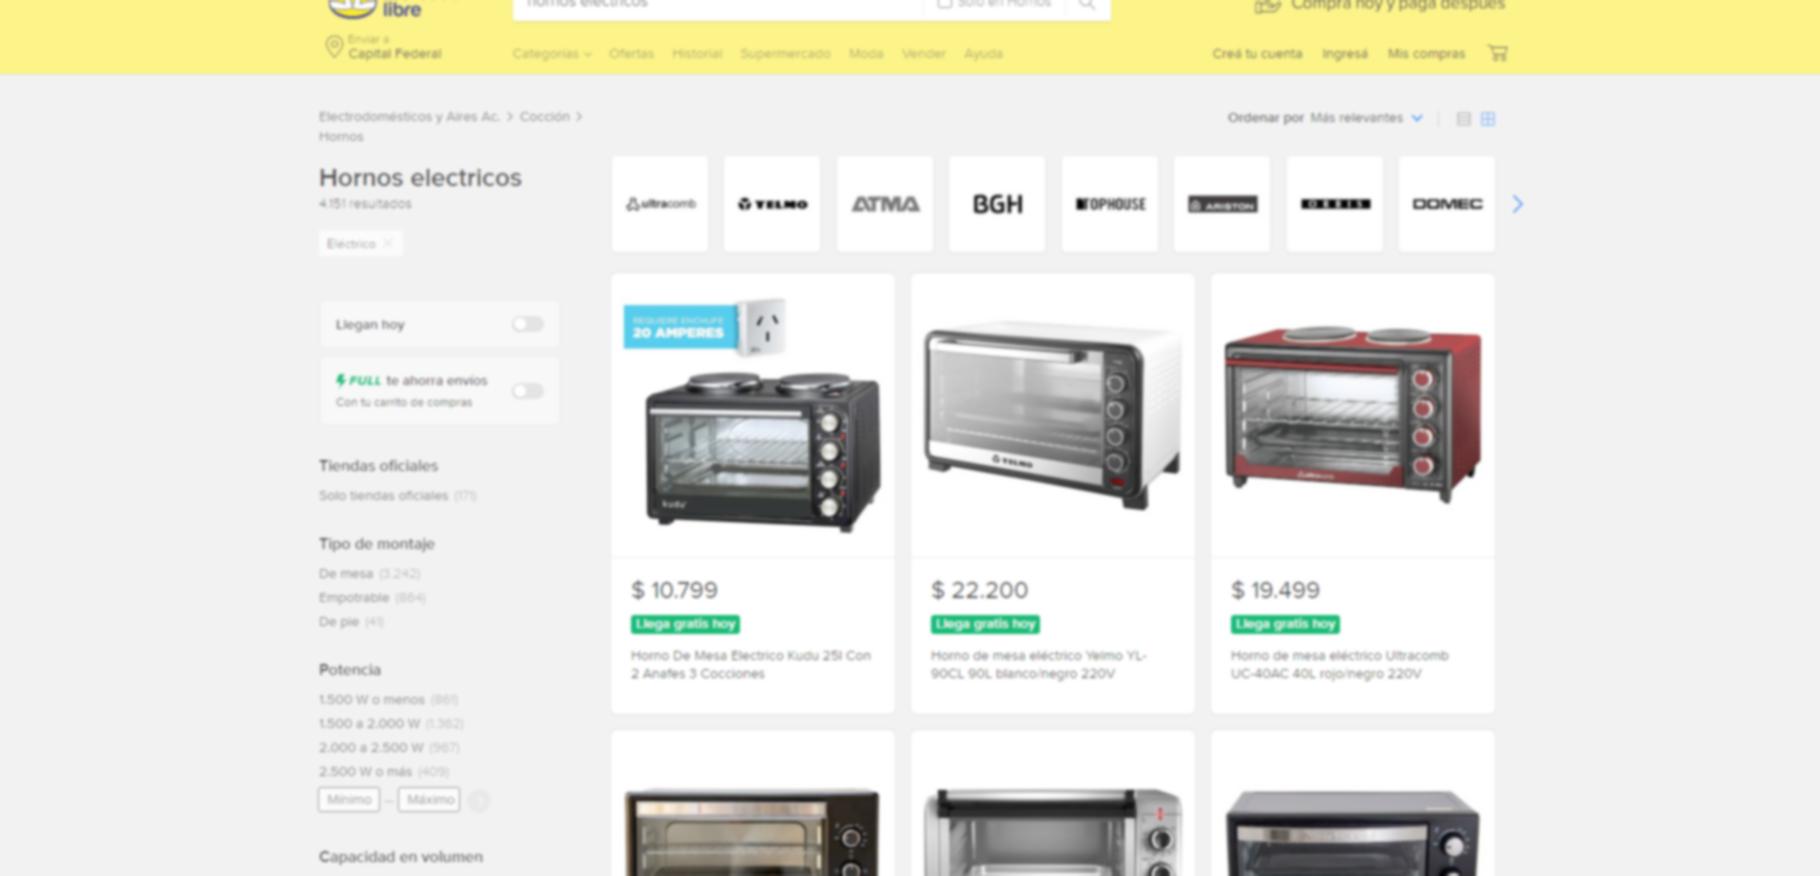 libre
hornos electricos
Solo en Hornos
Compra hoy y paga después
Enviar a
Capital Federal
Categorías
Ofertas
Historial
Supermercado
Moda
Vender
Ayuda
Creá tu cuenta
Ingresá
Mis compras
Electrodomésticos y Aires Ac. > Cocción >
Hornos
Ordenar por Más relevantes
Hornos electricos
4.151 resultados
Eléctrico
ultracomb
YELMO
ATMA
BGH
TOPHOUSE
ARISTON
ORBIS
DOMEC
Llegan hoy
FULL te ahorra envíos
Con tu carrito de compras
Tiendas oficiales
Solo tiendas oficiales (171)
Tipo de montaje
De mesa (3.242)
Empotrable (864)
De pie (41)
Potencia
1.500 W o menos (861)
1.500 a 2.000 W (1.362)
2.000 a 2.500 W (967)
2.500 W o más (409)
Mínimo – Máximo
Capacidad en volumen
REQUIERE ENCHUFE
20 AMPERES
kudu
$ 10.799
Llega gratis hoy
Horno De Mesa Electrico Kudu 25l Con
2 Anafes 3 Cocciones
YELMO
$ 22.200
Llega gratis hoy
Horno de mesa eléctrico Yelmo YL-
90CL 90L blanco/negro 220V
$ 19.499
Llega gratis hoy
Horno de mesa eléctrico Ultracomb
UC-40AC 40L rojo/negro 220V